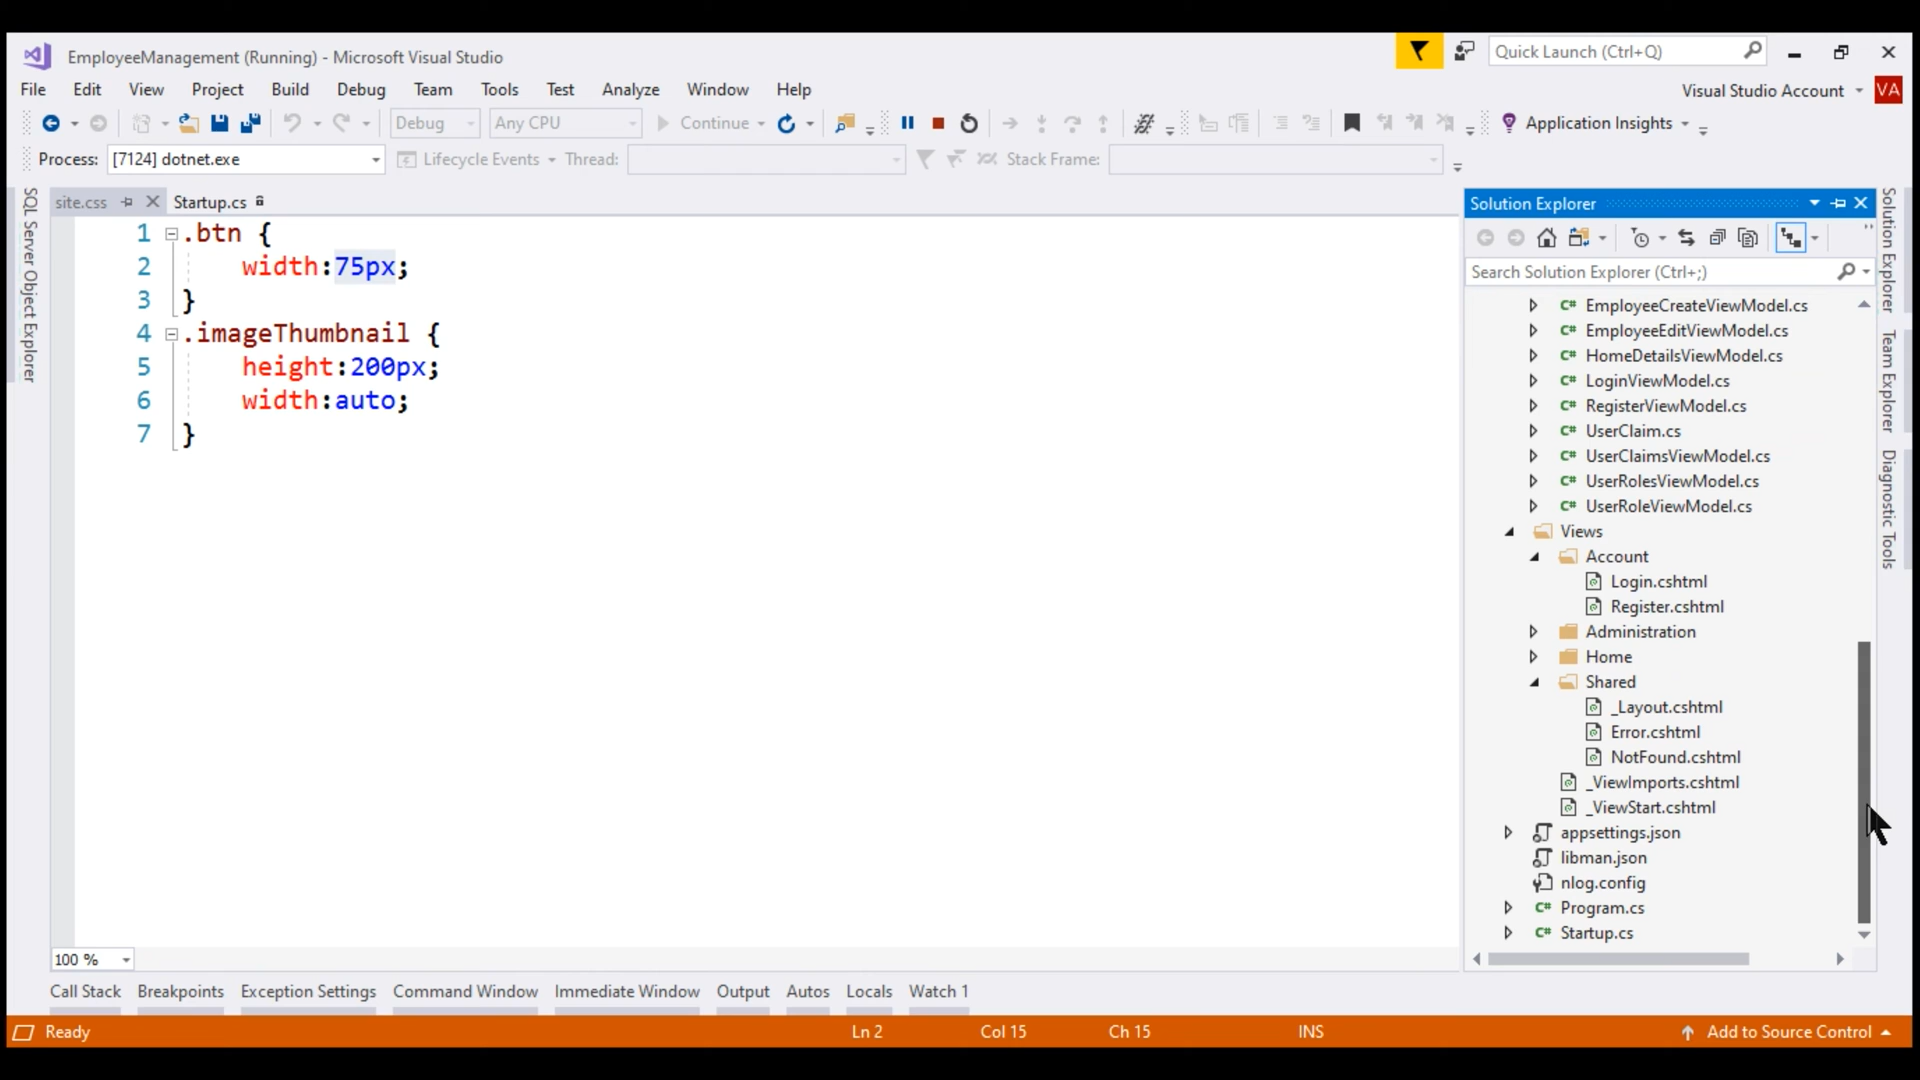 EmployeeManagement (Running) - Microsoft Visual Studio
Quick Launch (Ctrl+Q)
File Edit View Project Build Debug Team Tools Test Analyze Window Help
Visual Studio Account VA
Debug Any CPU Continue Application Insights
Process: [7124] dotnet.exe Lifecycle Events Thread: Stack Frame:
SQL Server Object Explorer
site.css Startup.cs
1 .btn {
2 width:75px;
3 }
4 .imageThumbnail {
5 height:200px;
6 width:auto;
7 }
100 %
Solution Explorer
Search Solution Explorer (Ctrl+;)
C# EmployeeCreateViewModel.cs
C# EmployeeEditViewModel.cs
C# HomeDetailsViewModel.cs
C# LoginViewModel.cs
C# RegisterViewModel.cs
C# UserClaim.cs
C# UserClaimsViewModel.cs
C# UserRolesViewModel.cs
C# UserRoleViewModel.cs
Views
Account
Login.cshtml
Register.cshtml
Administration
Home
Shared
_Layout.cshtml
Error.cshtml
NotFound.cshtml
_ViewImports.cshtml
_ViewStart.cshtml
appsettings.json
libman.json
nlog.config
C# Program.cs
C# Startup.cs
Solution Explorer
Team Explorer
Diagnostic Tools
Call Stack Breakpoints Exception Settings Command Window Immediate Window Output Autos Locals Watch 1
Ready Ln 2 Col 15 Ch 15 INS Add to Source Control